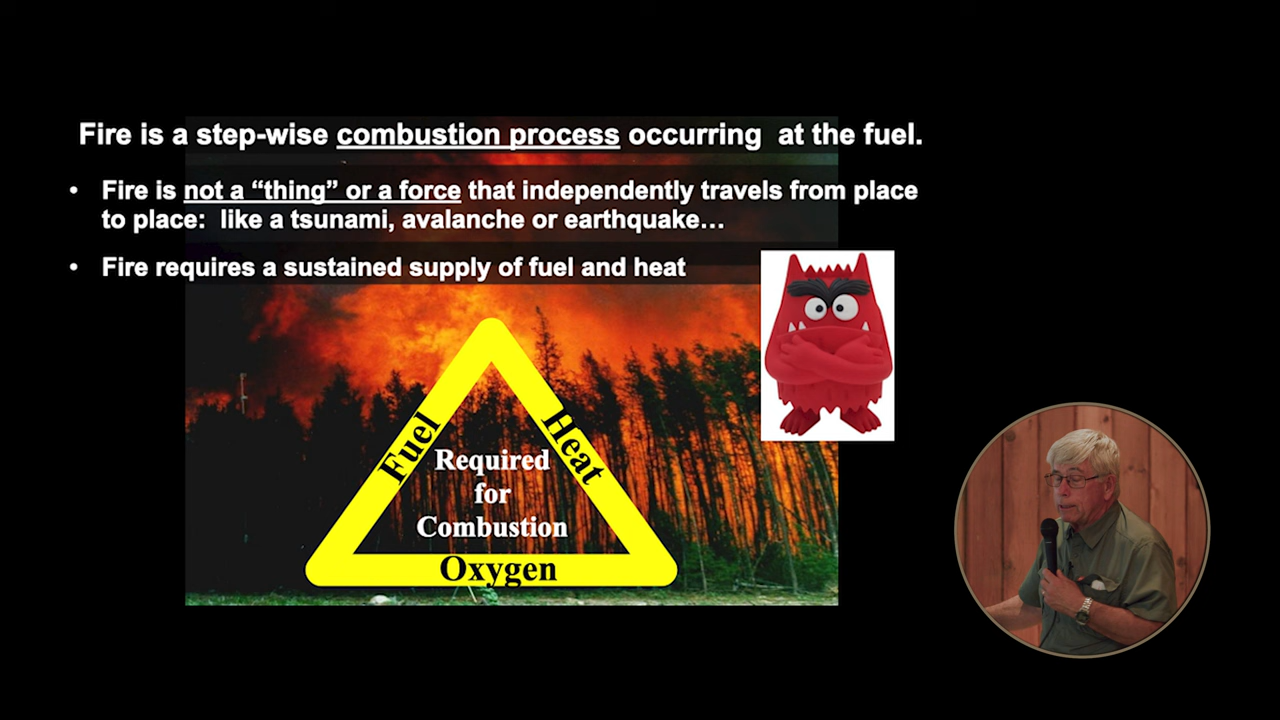 Fire is a step-wise combustion process occurring at the fuel.
• Fire is not a “thing” or a force that independently travels from place
to place: like a tsunami, avalanche or earthquake…
• Fire requires a sustained supply of fuel and heat
Fuel
Heat
Required
for
Combustion
Oxygen